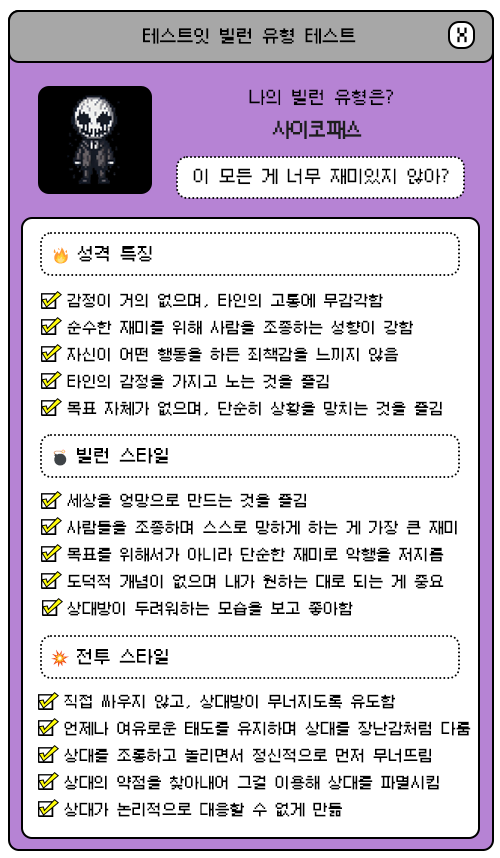 테스트잇 빌런 유형 테스트
X
나의 빌런 유형은?
사이코패스
이 모든 게 너무 재미있지 않아?
성격 특징
감정이 거의 없으며, 타인의 고통에 무감각함
순수한 재미를 위해 사람을 조종하는 성향이 강함
자신이 어떤 행동을 하든 죄책감을 느끼지 않음
타인의 감정을 가지고 노는 것을 즐김
목표 자체가 없으며, 단순히 상황을 망치는 것을 즐김
빌런 스타일
세상을 엉망으로 만드는 것을 즐김
사람들을 조종하며 스스로 망하게 하는 게 가장 큰 재미
목표를 위해서가 아니라 단순한 재미로 악행을 저지름
도덕적 개념이 없으며 내가 원하는 대로 되는 게 중요
상대방이 두려워하는 모습을 보고 좋아함
전투 스타일
직접 싸우지 않고, 상대방이 무너지도록 유도함
언제나 여유로운 태도를 유지하며 상대를 장난감처럼 다룸
상대를 조롱하고 놀리면서 정신적으로 먼저 무너뜨림
상대의 약점을 찾아내어 그걸 이용해 상대를 파멸시킴
상대가 논리적으로 대응할 수 없게 만듦